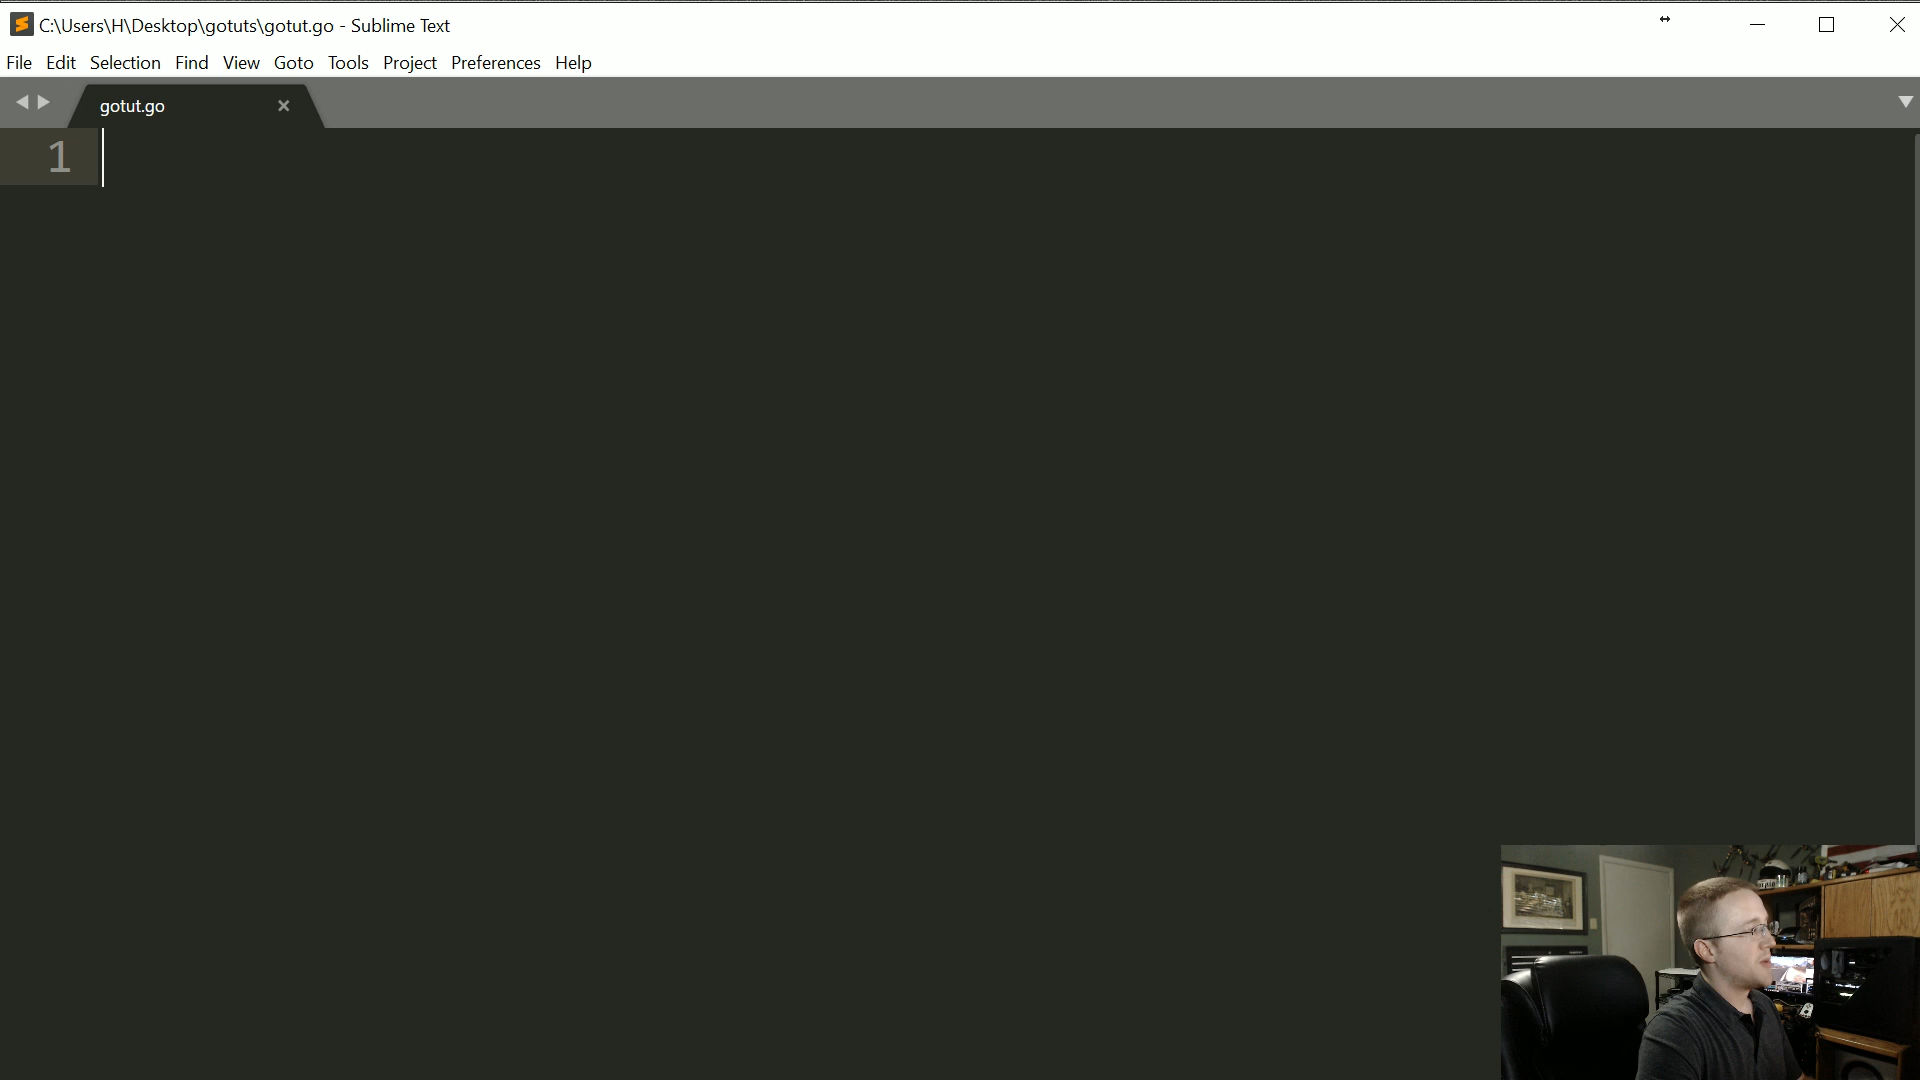 C:\Users\H\Desktop\gotuts\gotut.go - Sublime Text
File Edit Selection Find View Goto Tools Project Preferences Help
gotut.go
1